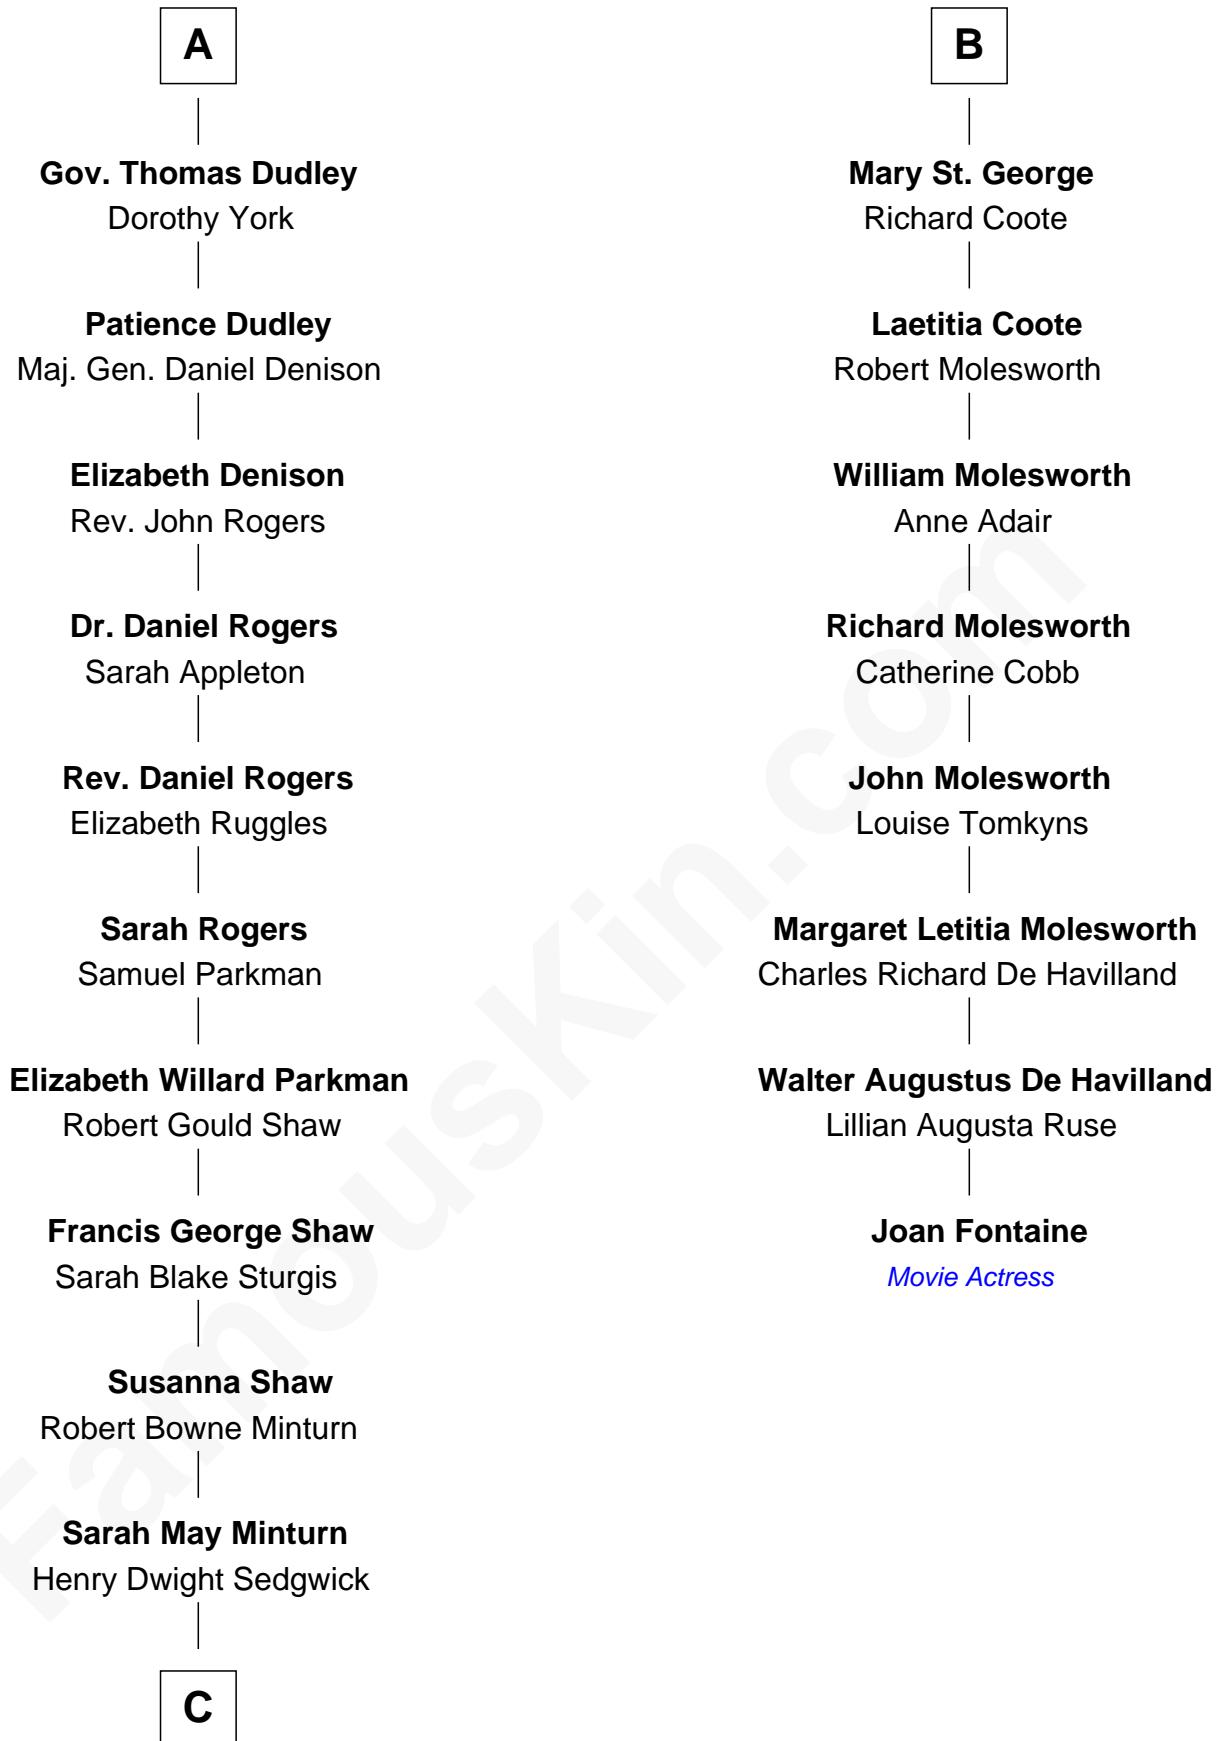 A
Gov. Thomas Dudley
Dorothy York
Patience Dudley
Maj. Gen. Daniel Denison
Elizabeth Denison
Rev. John Rogers
Dr. Daniel Rogers
Sarah Appleton
Rev. Daniel Rogers
Elizabeth Ruggles
Sarah Rogers
Samuel Parkman
Elizabeth Willard Parkman
Robert Gould Shaw
Francis George Shaw
Sarah Blake Sturgis
Susanna Shaw
Robert Bowne Minturn
Sarah May Minturn
Henry Dwight Sedgwick
C
B
Mary St. George
Richard Coote
Laetitia Coote
Robert Molesworth
William Molesworth
Anne Adair
Richard Molesworth
Catherine Cobb
John Molesworth
Louise Tomkyns
Margaret Letitia Molesworth
Charles Richard De Havilland
Walter Augustus De Havilland
Lillian Augusta Ruse
Joan Fontaine
Movie Actress
FamousKin.com